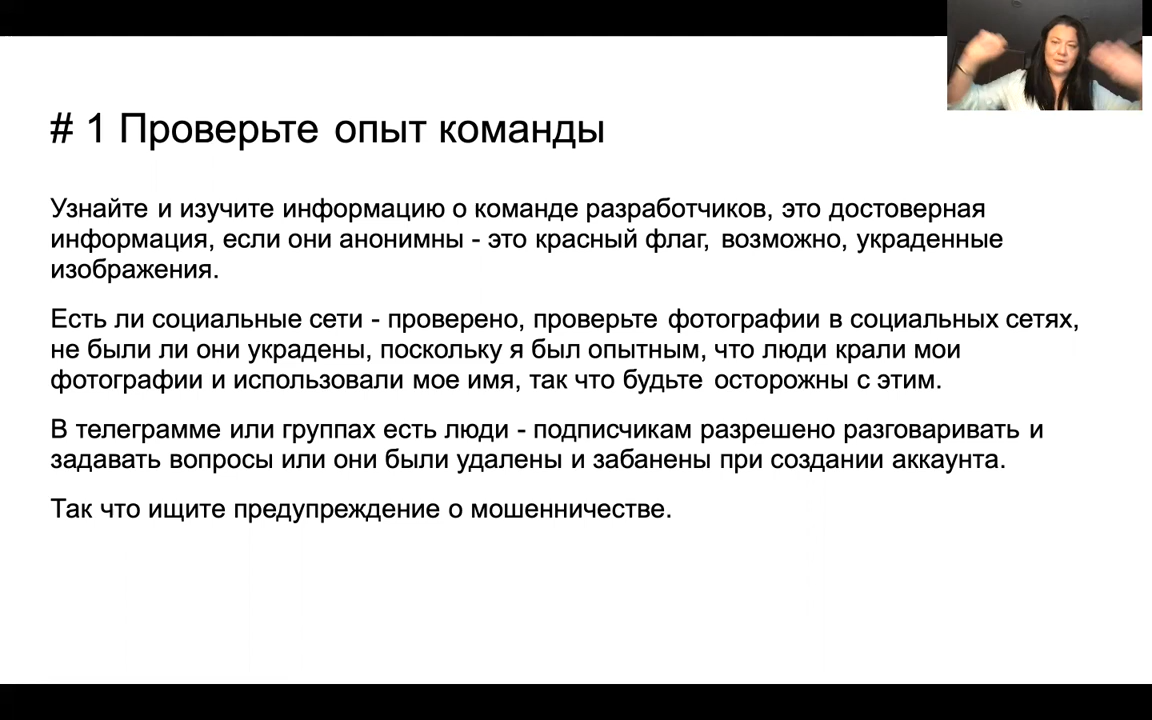 # 1 Проверьте опыт команды
Узнайте и изучите информацию о команде разработчиков, это достоверная
информация, если они анонимны - это красный флаг, возможно, украденные
изображения.
Есть ли социальные сети - проверено, проверьте фотографии в социальных сетях,
не были ли они украдены, поскольку я был опытным, что люди крали мои
фотографии и использовали мое имя, так что будьте осторожны с этим.
В телеграмме или группах есть люди - подписчикам разрешено разговаривать и
задавать вопросы или они были удалены и забанены при создании аккаунта.
Так что ищите предупреждение о мошенничестве.